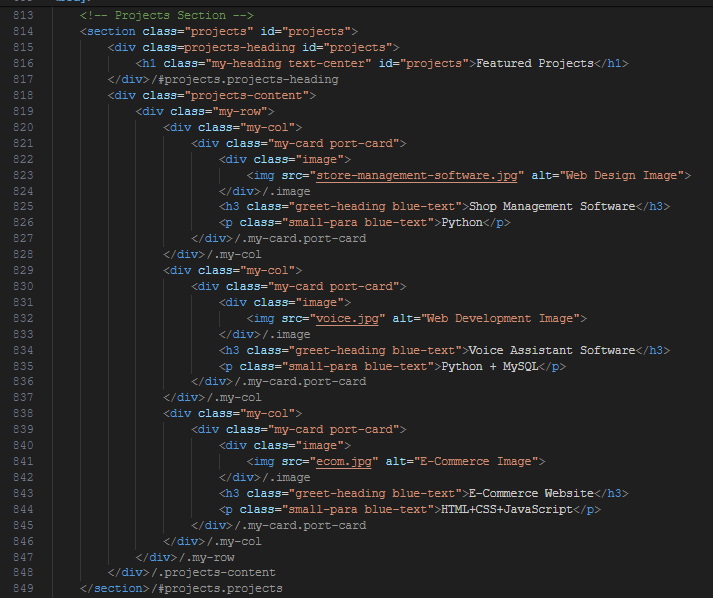 813 <!-- Projects Section -->
814 <section class="projects" id="projects">
815 <div class=projects-heading id="projects">
816 <h1 class="my-heading text-center" id="projects">Featured Projects</h1>
817 </div>/#projects.projects-heading
818 <div class="projects-content">
819 <div class="my-row">
820 <div class="my-col">
821 <div class="my-card port-card">
822 <div class="image">
823 <img src="store-management-software.jpg" alt="Web Design Image">
824 </div>/.image
825 <h3 class="greet-heading blue-text">Shop Management Software</h3>
826 <p class="small-para blue-text">Python</p>
827 </div>/.my-card.port-card
828 </div>/.my-col
829 <div class="my-col">
830 <div class="my-card port-card">
831 <div class="image">
832 <img src="voice.jpg" alt="Web Development Image">
833 </div>/.image
834 <h3 class="greet-heading blue-text">Voice Assistant Software</h3>
835 <p class="small-para blue-text">Python + MySQL</p>
836 </div>/.my-card.port-card
837 </div>/.my-col
838 <div class="my-col">
839 <div class="my-card port-card">
840 <div class="image">
841 <img src="ecom.jpg" alt="E-Commerce Image">
842 </div>/.image
843 <h3 class="greet-heading blue-text">E-Commerce Website</h3>
844 <p class="small-para blue-text">HTML+CSS+JavaScript</p>
845 </div>/.my-card.port-card
846 </div>/.my-col
847 </div>/.my-row
848 </div>/.projects-content
849 </section>/#projects.projects